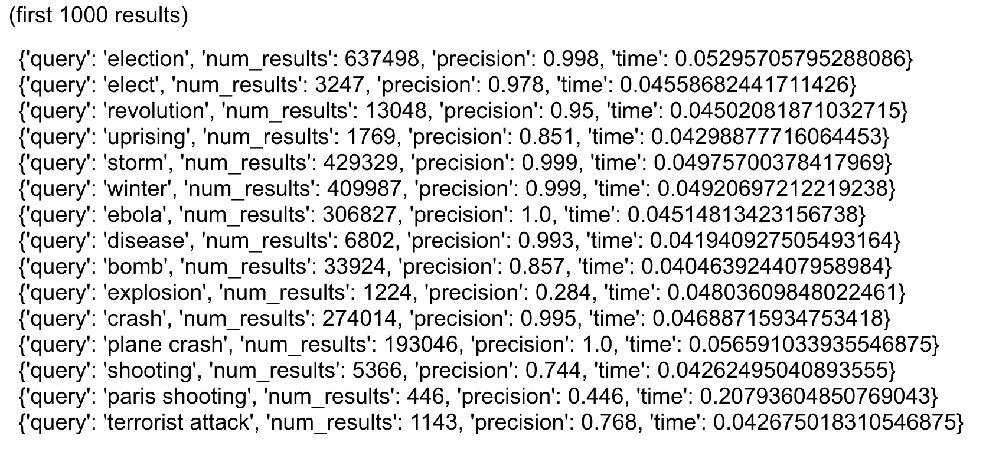 (first 1000 results)
{'query': 'election', 'num_results': 637498, 'precision': 0.998, 'time': 0.05295705795288086}
{'query': 'elect', 'num_results': 3247, 'precision': 0.978, 'time': 0.04558682441711426}
{'query': 'revolution', 'num_results': 13048, 'precision': 0.95, 'time': 0.04502081871032715}
{'query': 'uprising', 'num_results': 1769, 'precision': 0.851, 'time': 0.04298877716064453}
{'query': 'storm', 'num_results': 429329, 'precision': 0.999, 'time': 0.04975700378417969}
{'query': 'winter', 'num_results': 409987, 'precision': 0.999, 'time': 0.04920697212219238}
{'query': 'ebola', 'num_results': 306827, 'precision': 1.0, 'time': 0.04514813423156738}
{'query': 'disease', 'num_results': 6802, 'precision': 0.993, 'time': 0.041940927505493164}
{'query': 'bomb', 'num_results': 33924, 'precision': 0.857, 'time': 0.040463924407958984}
{'query': 'explosion', 'num_results': 1224, 'precision': 0.284, 'time': 0.04803609848022461}
{'query': 'crash', 'num_results': 274014, 'precision': 0.995, 'time': 0.04688715934753418}
{'query': 'plane crash', 'num_results': 193046, 'precision': 1.0, 'time': 0.056591033935546875}
{'query': 'shooting', 'num_results': 5366, 'precision': 0.744, 'time': 0.04262495040893555}
{'query': 'paris shooting', 'num_results': 446, 'precision': 0.446, 'time': 0.20793604850769043}
{'query': 'terrorist attack', 'num_results': 1143, 'precision': 0.768, 'time': 0.042675018310546875}